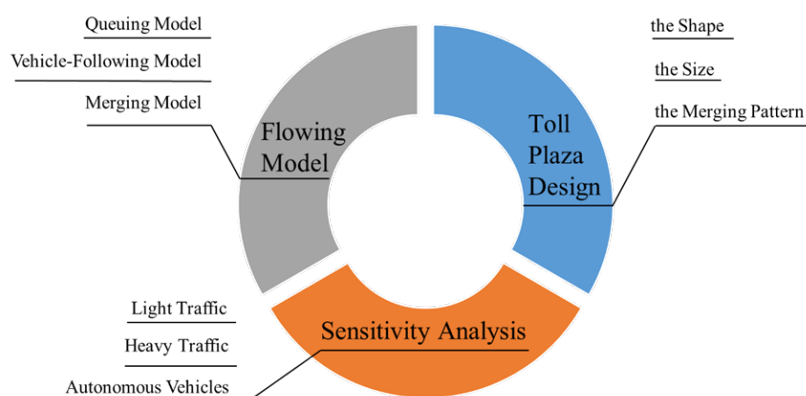 Queuing Model
Vehicle-Following Model
Merging Model
Flowing
Model
the Shape
the Size
the Merging Pattern
Toll
Plaza
Design
Light Traffic
Heavy Traffic
Autonomous Vehicles
Sensitivity Analysis